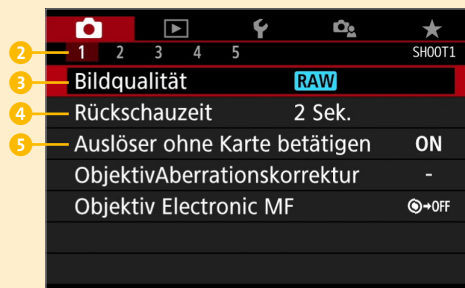 2 1 2 3 4 5 SHOOT1
3 Bildqualität RAW
4 Rückschauzeit 2 Sek.
5 Auslöser ohne Karte betätigen ON
ObjektivAberrationskorrektur -
Objektiv Electronic MF →OFF